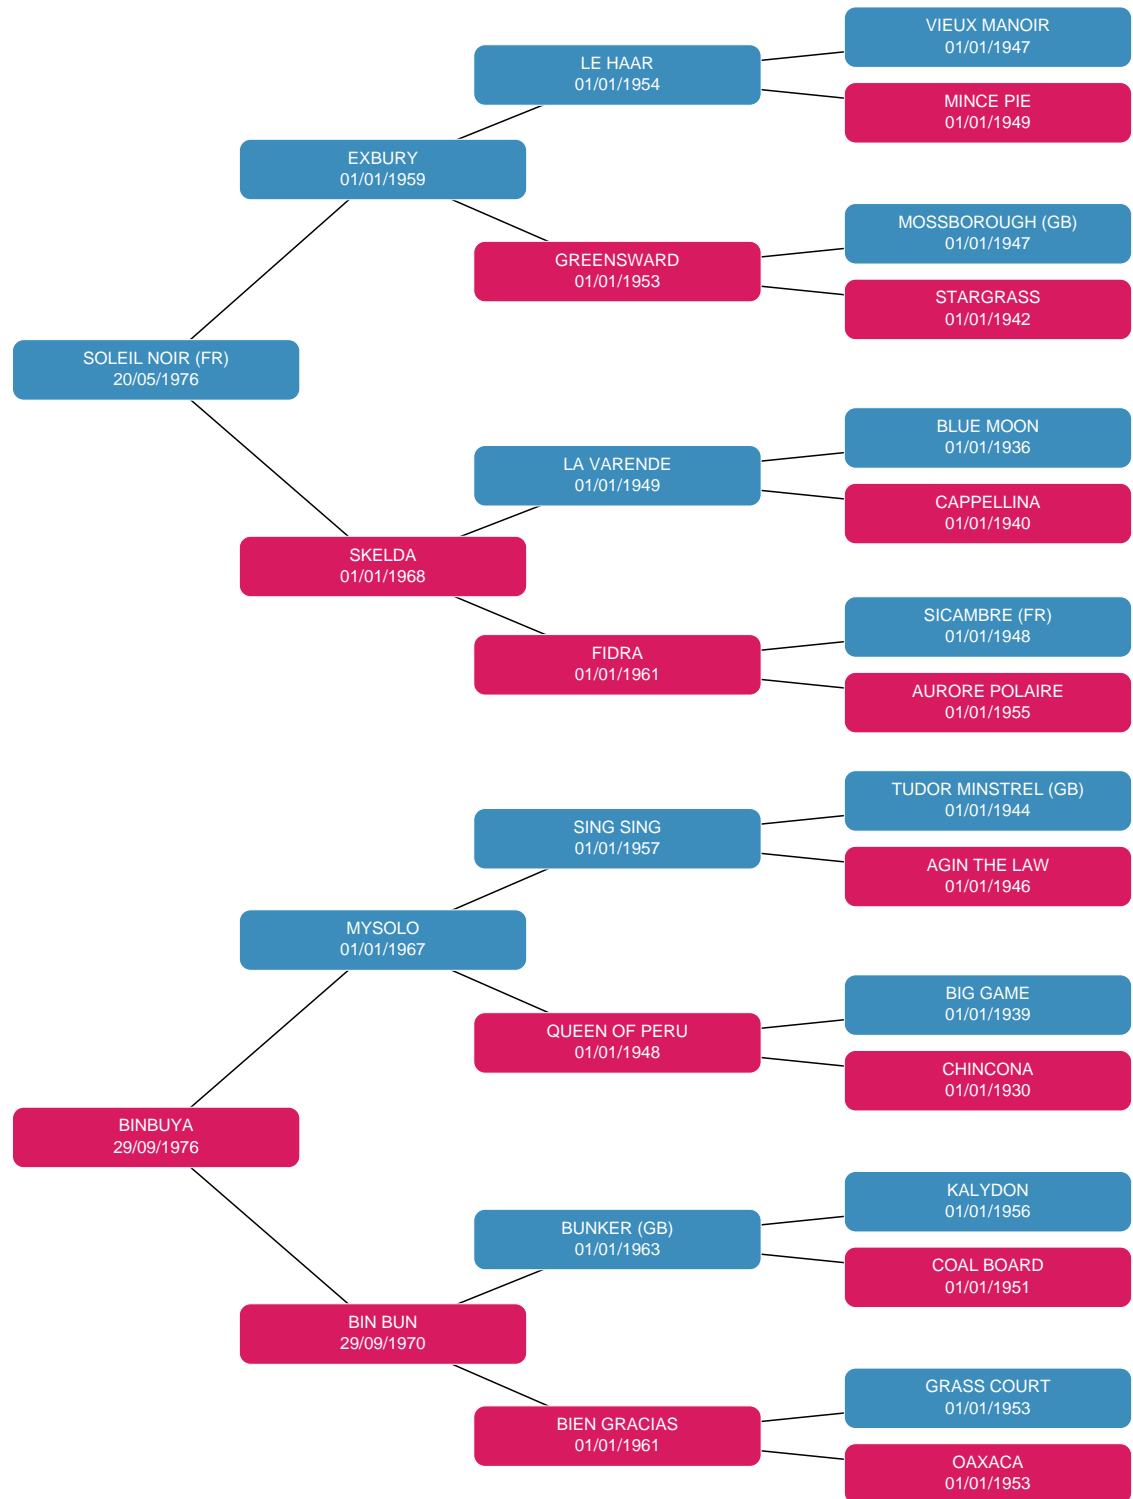 VIEUX MANOIR
01/01/1947
LE HAAR
01/01/1954
MINCE PIE
01/01/1949
EXBURY
01/01/1959
MOSSBOROUGH (GB)
01/01/1947
GREENSWARD
01/01/1953
STARGRASS
01/01/1942
SOLEIL NOIR (FR)
20/05/1976
BLUE MOON
01/01/1936
LA VARENDE
01/01/1949
CAPPELLINA
01/01/1940
SKELDA
01/01/1968
SICAMBRE (FR)
01/01/1948
FIDRA
01/01/1961
AURORE POLAIRE
01/01/1955
TUDOR MINSTREL (GB)
01/01/1944
SING SING
01/01/1957
AGIN THE LAW
01/01/1946
MYSOLO
01/01/1967
BIG GAME
01/01/1939
QUEEN OF PERU
01/01/1948
CHINCONA
01/01/1930
BINBUYA
29/09/1976
KALYDON
01/01/1956
BUNKER (GB)
01/01/1963
COAL BOARD
01/01/1951
BIN BUN
29/09/1970
GRASS COURT
01/01/1953
BIEN GRACIAS
01/01/1961
OAXACA
01/01/1953